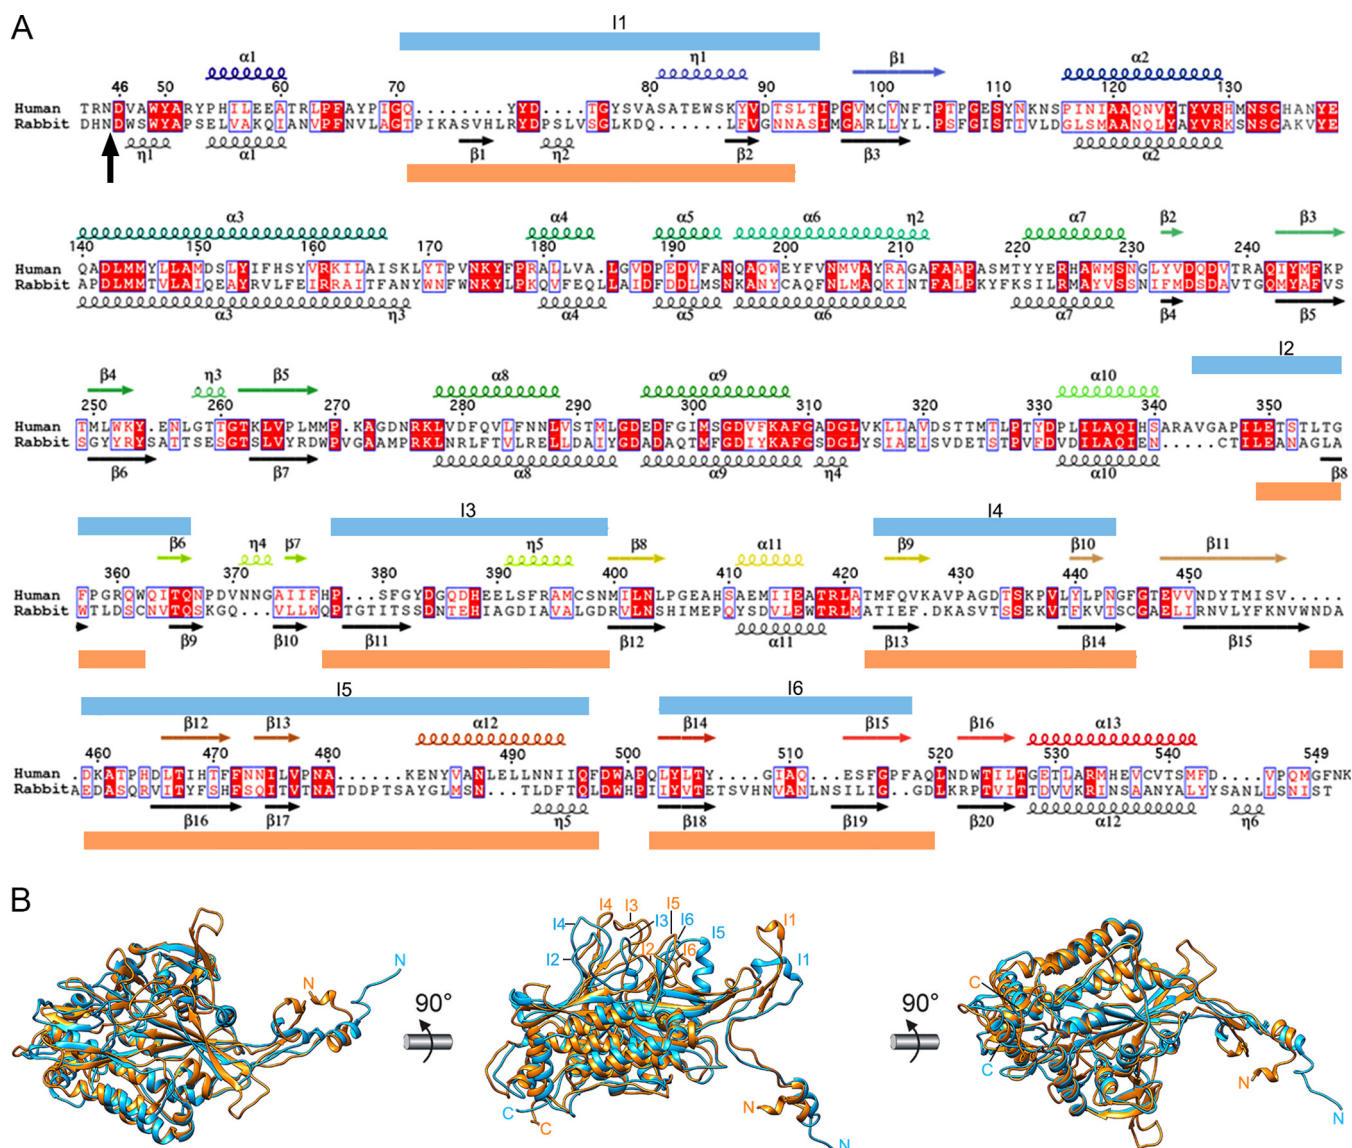 A
I1
α1 η1 β1 α2
46 50 60 70 80 90 100 110 120 130
Human TRNDVAWYARYPHILEEATRLPFAYPIGQ.......YYD..TGYSVASATEWSKYVDTSLTIPGVMCVNFTPTPGESYNKNSPINIAAQNVYTYVRHMNSGHANYE
Rabbit DHNDWSWYAPSELVAKQIANVPFNVLAGTPIKASVHLRYDPSLVSGLKDQ......LFVGNNASIMGARLLYL.PSFGISTTVLDGLSMAANQLYAYVRKSNSGAKVYE
η1 α1 β1 η2 β2 β3 α2
α3 α4 α5 α6 η2 α7 β2 β3
140 150 160 170 180 190 200 210 220 230 240
Human QADLMMYLLAMDSLYIFHSYVRKILAISKLYTPVNKYFPRALLVA.LGVDPEDVFANQAQWEYFVNMVAYRAGAFAAPASMTYYERHAWMSNGLYVDQDVTRAQIYMFKP
Rabbit APDLMMTVLAIQEAYRVLFEIRRAITFANYWNFWNKYLPKQVFEQLLAIDFDDLMSNKANYCAQFNLMAQKINTFALPKYFKSILRMAYVSSNIFMDSDAVTGQMYAFVS
α3 η3 α4 α5 α6 α7 β4 β5
I2
β4 η3 β5 α8 α9 α10
250 260 270 280 290 300 310 320 330 340 350
Human TMLWKY.ENLGTTGTKLVPLMMP.KAGDNRKLVDFQVLFNNLVSTMLGDEDFGIMSGDVFKAFGADGLVKLLAVDSTTMTLPTYDPLILAQIHSARAVGAPILETSTLTG
Rabbit SGYYRYSATTSESGTSLVYRDWPVGAAMPRKLNRLFTVLRNELLDAIYGDADGLTIMGDIYKAFGDDGLYSIAEISVDETSTPVFDVDILAQIEN.....CTILEANAGLA
β6 β7 α8 α9 η4 α10 β8
I3 I4
β6 η4 β7 η5 β8 α11 β9 β10 β11
360 370 380 390 400 410 420 430 440 450
Human FPGRQWQITQNPDVNNGAIIFHP...SFGYDGQDHEELSFRAMCSNMILNLPGEAHSAEMIIEATRLATMFQVKAVPAGDTSKPVLYLPNGFGTEVVNDYTMISV.....
Rabbit WTLDSCNVTQSKGQ...VLLWQPTGTITSSDNTEHIAGDIAVALGDRVLNSHIMEPQYSDVLEWTRLMATIEF.DKASVTSSEKVTFKVTSCGAELIRNVLYFKNVWNDA
β9 β10 β11 β12 α11 β13 β14 β15
I5 I6
β12 β13 α12 β14 β15 β16 α13
460 470 480 490 500 510 520 530 540 549
Human .DKATPHDLTIHTFFNNILVPNA......KENYVANLELLNNIIQFDWAPQLYLTY....GIAQ...ESFGPFAQLNDWTILTGETLARMHEVCVTSMFD...VPQMGFNK
Rabbit AEDASQRVITYFSHFSQITVTNATDDPTSAYGLMSN...TLDFTQLDWHPIIYVTETSVHNVANLNSILIG..GDLKRPTVITTDVVKRINSAANYALYYSANLLSNIST
β16 β17 η5 β18 β19 β20 α12 η6
B
N
90°
I4 I3 I5 I1
I4 I3 I6 I5
I2 I2 I6 I1
C
C
N
N
90°
C
C
N
N